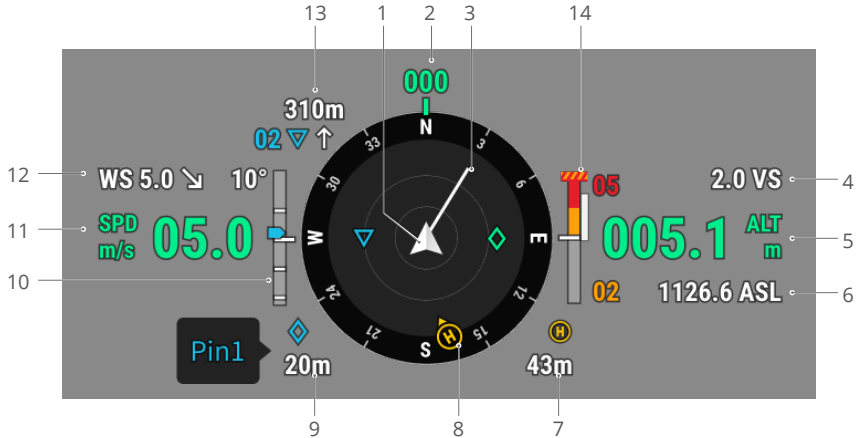 13 1 2 3 14
000
310m
02
N 3 6 E 12 15 S 21 24 W 30 33
12 WS 5.0 10° 05 2.0 VS 4
11 SPD m/s 05.0 005.1 ALT m 5
10 02 1126.6 ASL 6
H H
Pin1 20m 43m
9 8 7